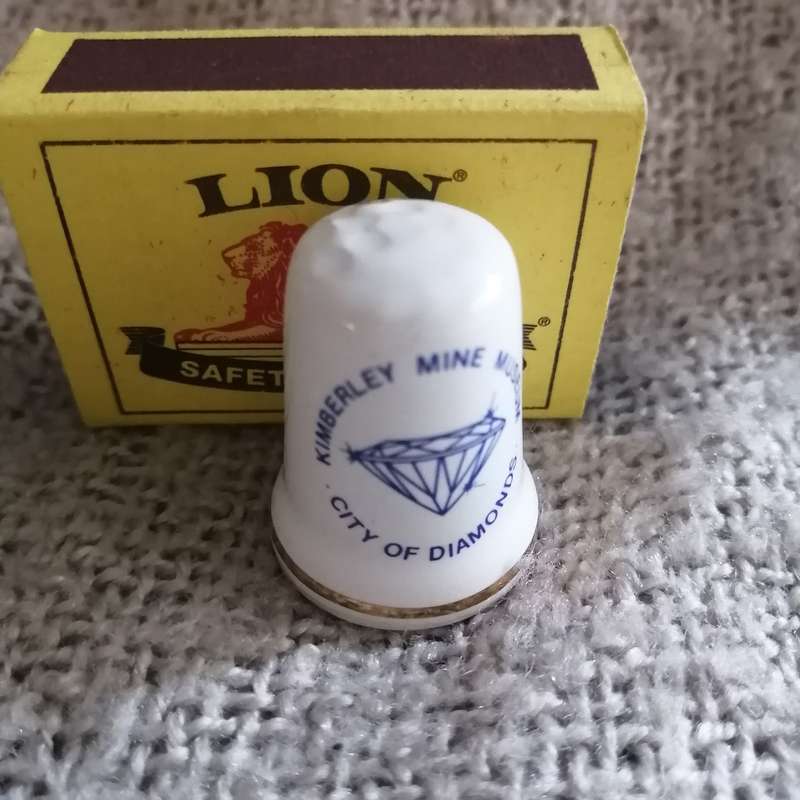 LION®
SAFET
®
KIMBERLEY MINE MUSEUM
· CITY OF DIAMONDS ·